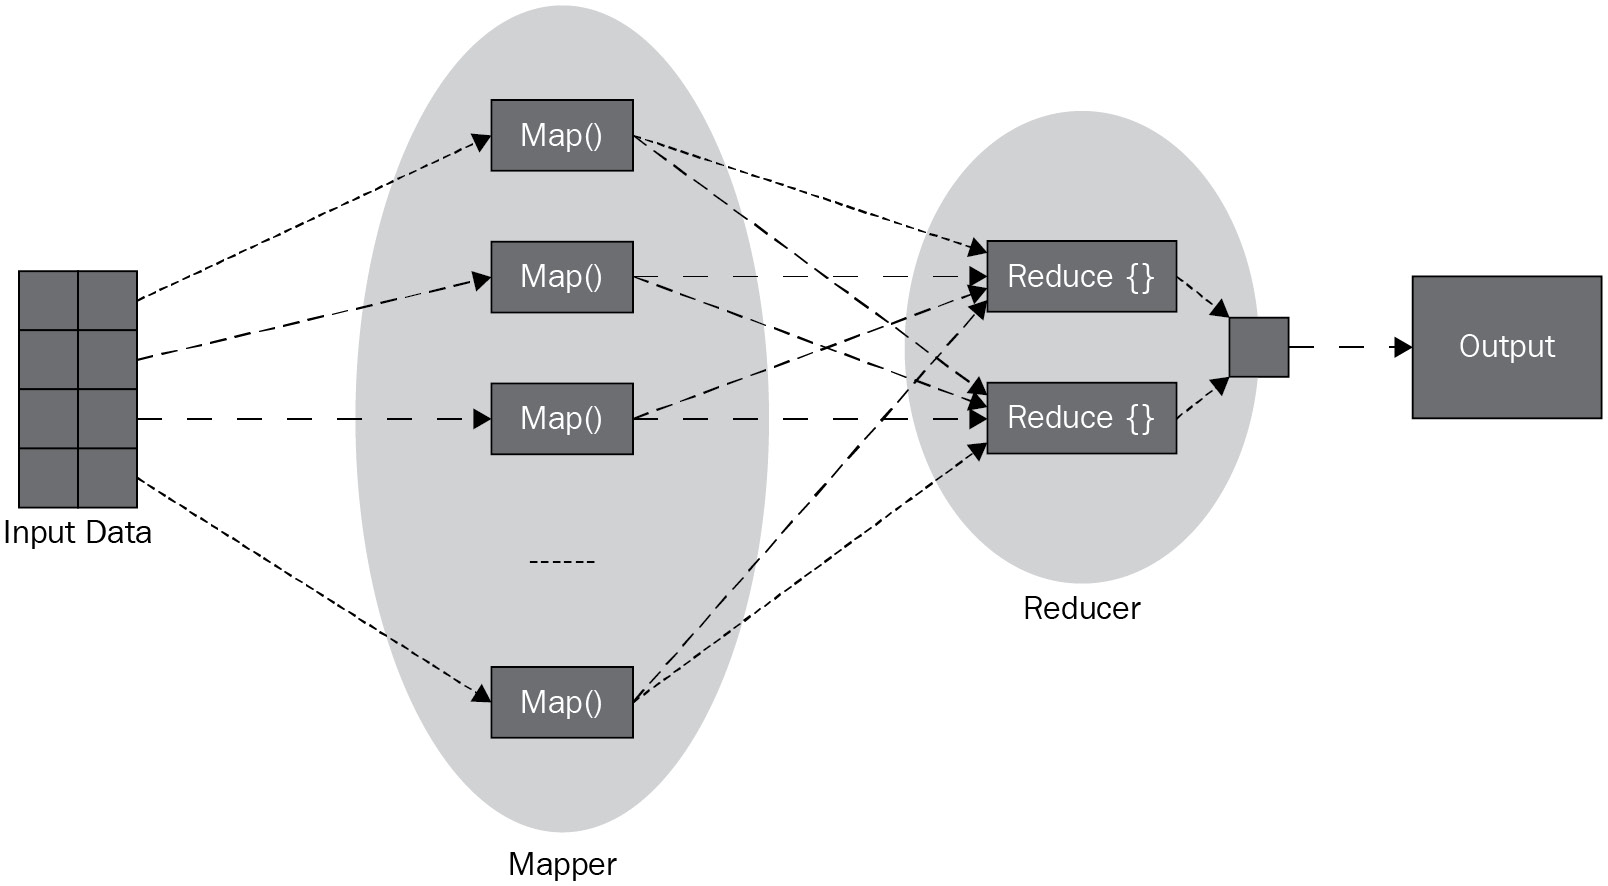 Map()
Map()
Map()
Map()
Input Data
Mapper
Reduce {}
Reduce {}
Reducer
Output